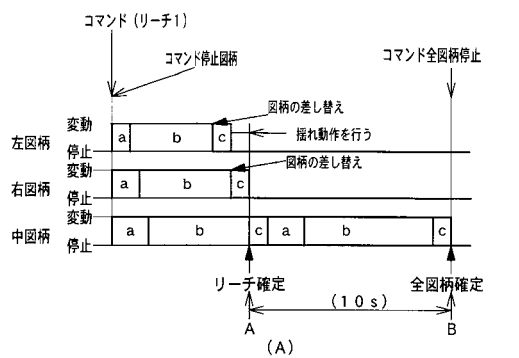 コマンド（リーチ1）
コマンド停止図柄
コマンド全図柄停止
図柄の差し替え
左図柄 変動 停止 a b c 揺れ動作を行う
図柄の差し替え
右図柄 変動 停止 a b c
中図柄 変動 停止 a b c a b c
リーチ確定 全図柄確定
（10s）
A B
(A)